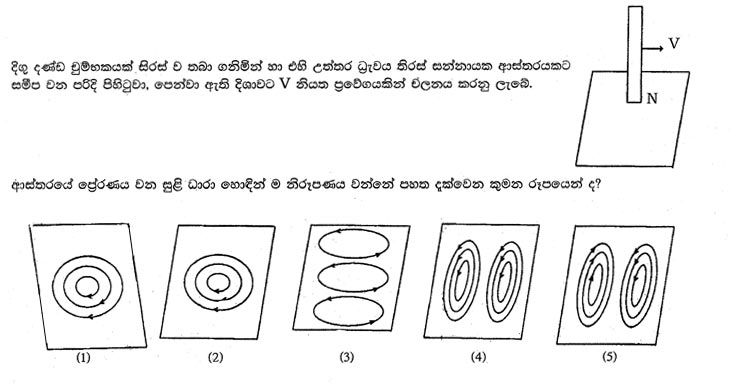 V
දිගු දණ්ඩ චුම්භකයක් සිරස් ව තබා ගනිමින් හා එහි උත්තර ධ්‍රැවය තිරස් සන්නායක ආස්තරයකට
සමීප වන පරිදි පිහිටුවා, පෙන්වා ඇති දිශාවට V නියත ප්‍රවේගයකින් චලනය කරනු ලැබේ.
N
ආස්තරයේ ප්‍රේරණය වන සුළි ධාරා හොඳින් ම නිරූපණය වන්නේ පහත දක්වෙන කුමන රූපයෙන් ද?
(1) (2) (3) (4) (5)